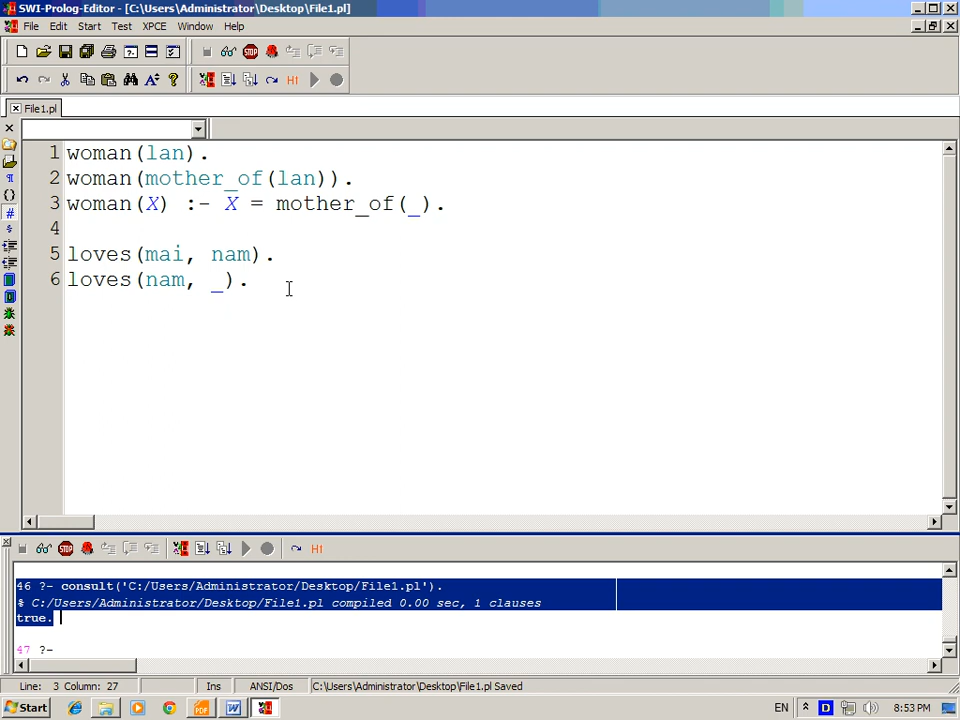 SWI-Prolog-Editor - [C:\Users\Administrator\Desktop\File1.pl]
File Edit Start Test XPCE Window Help
File1.pl
1 woman(lan).
2 woman(mother_of(lan)).
3 woman(X) :- X = mother_of(_).
4
5 loves(mai, nam).
6 loves(nam, _).
46 ?- consult('C:/Users/Administrator/Desktop/File1.pl').
% C:/Users/Administrator/Desktop/File1.pl compiled 0.00 sec, 1 clauses
true.
47 ?-
Line: 3 Column: 27 Ins ANSI/Dos C:\Users\Administrator\Desktop\File1.pl Saved
Start EN 8:53 PM